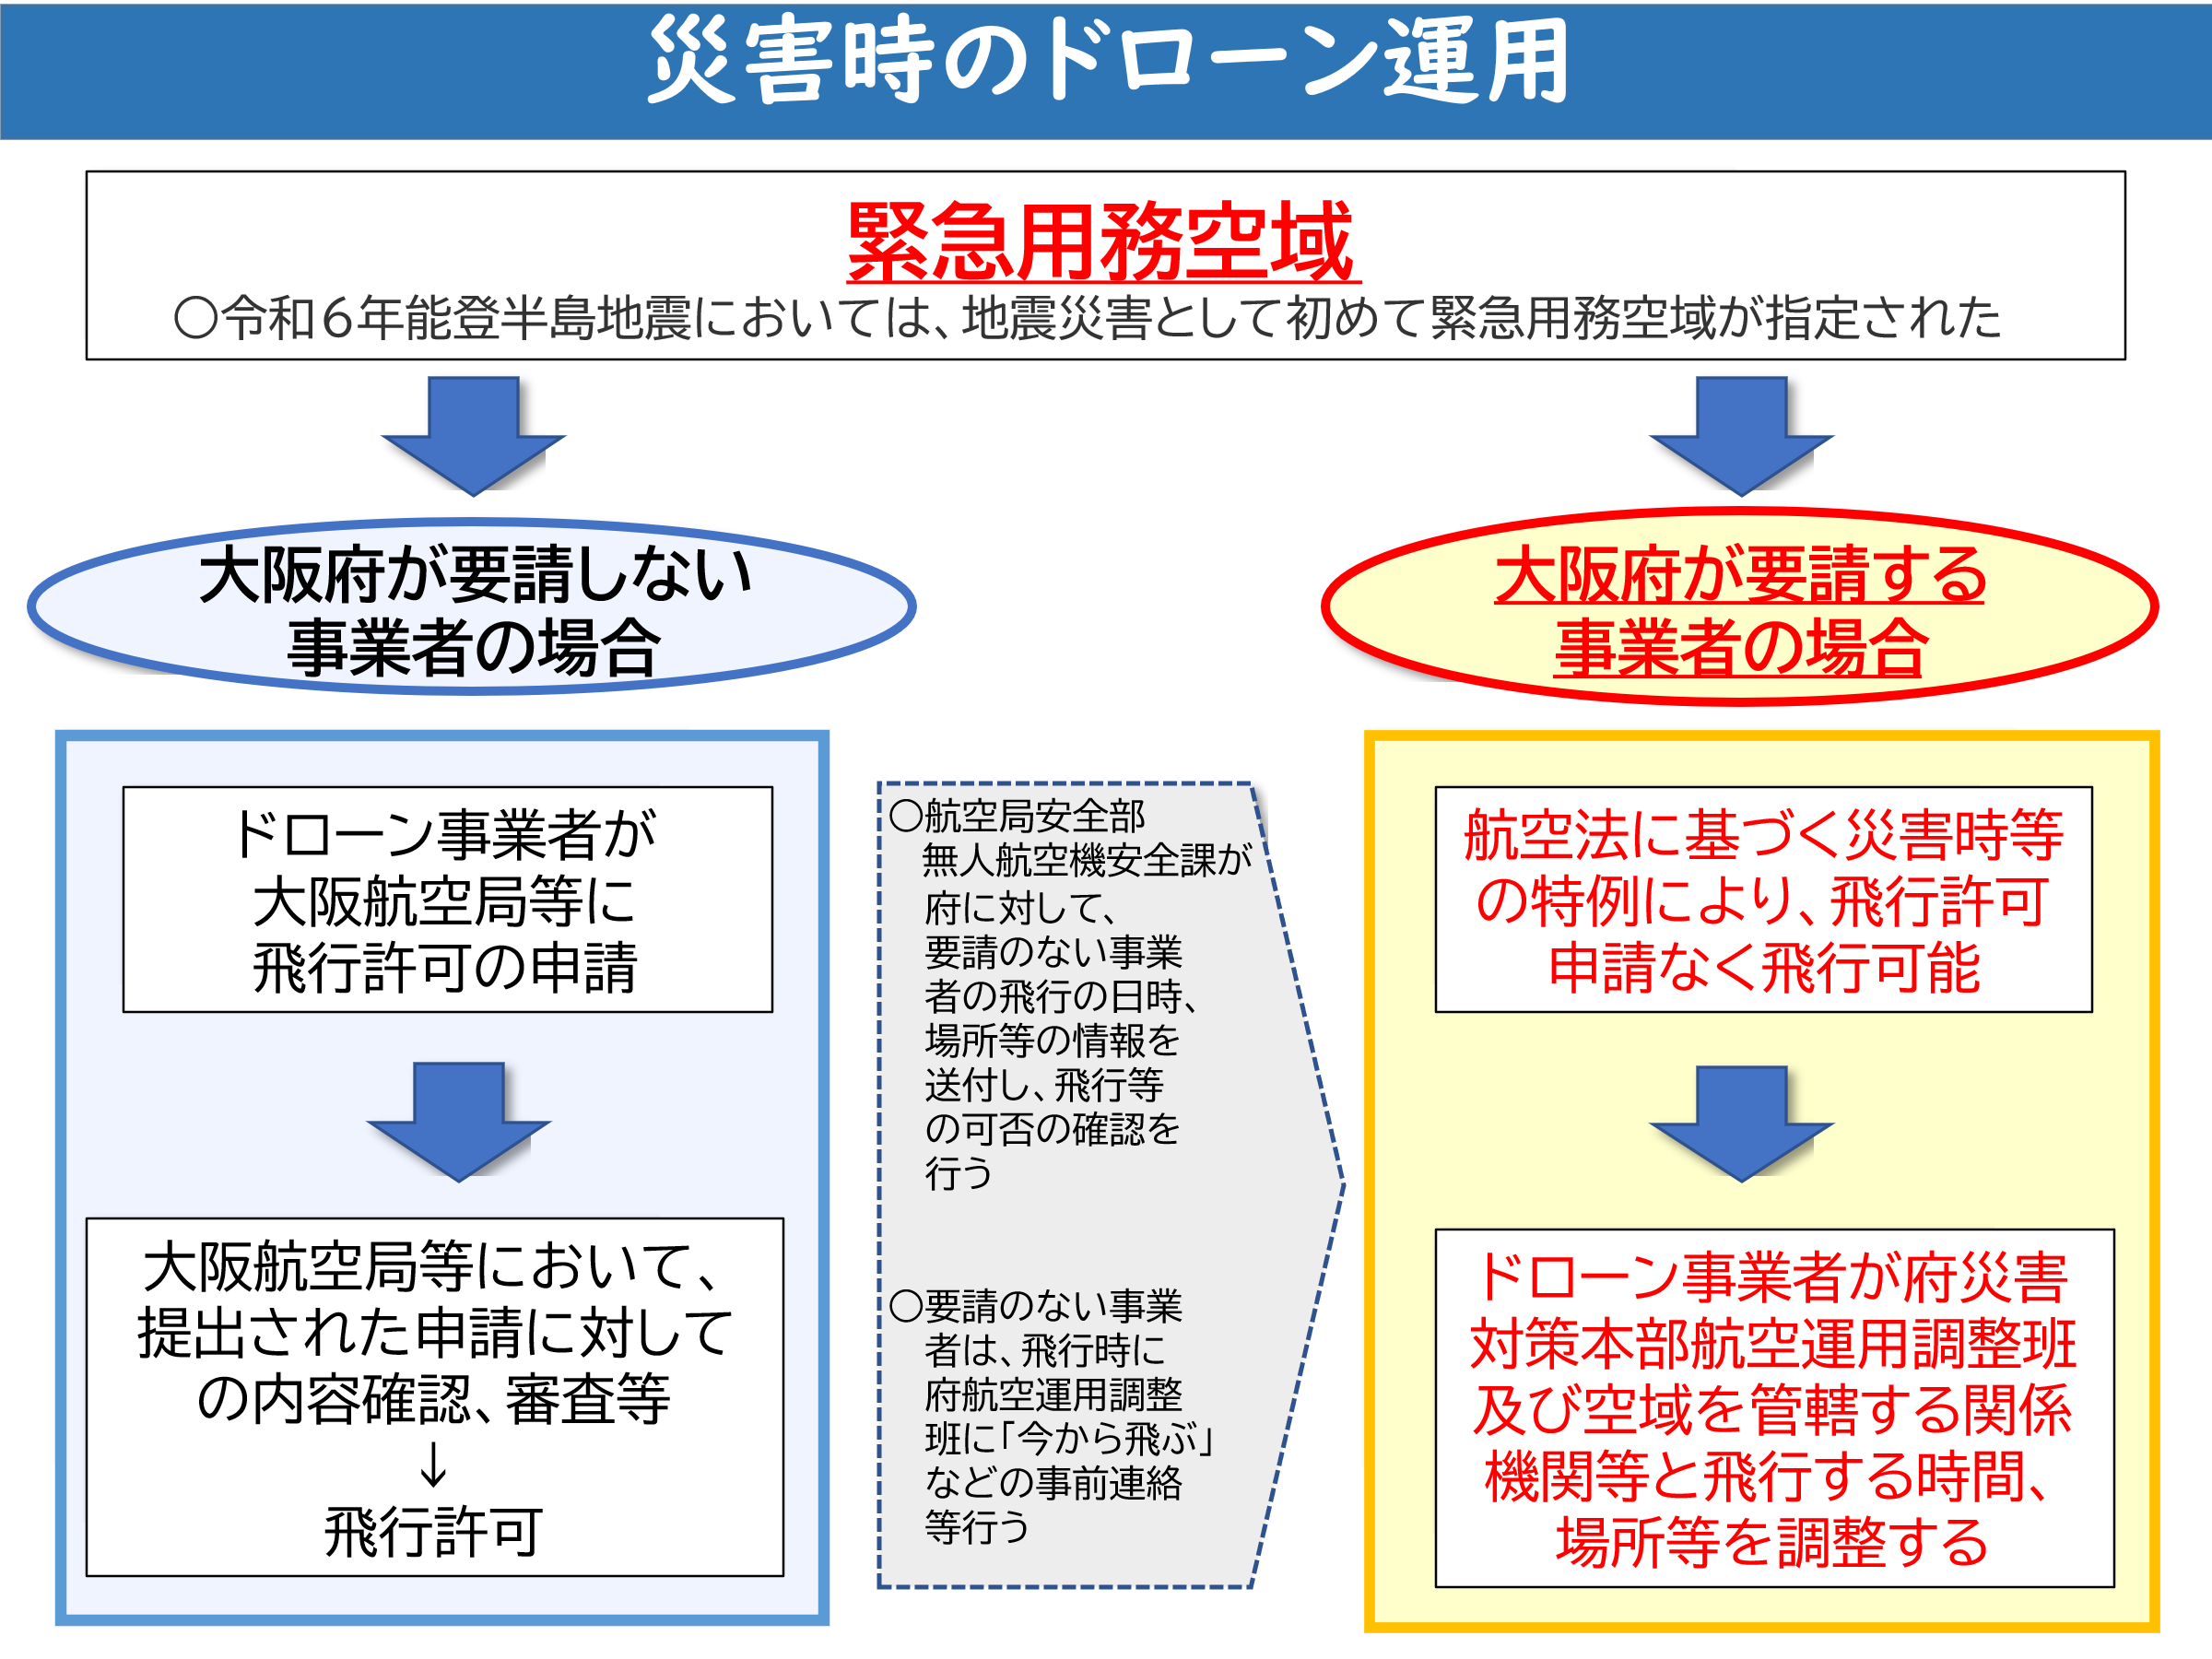 災害時のドローン運用
緊急用務空域
〇令和６年能登半島地震においては、地震災害として初めて緊急用務空域が指定された
大阪府が要請しない
事業者の場合
ドローン事業者が
大阪航空局等に
飛行許可の申請
大阪航空局等において、
提出された申請に対して
の内容確認、審査等
↓
飛行許可
〇航空局安全部
無人航空機安全課が
府に対して、
要請のない事業
者の飛行の日時、
場所等の情報を
送付し、飛行等
の可否の確認を
行う
〇要請のない事業
者は、飛行時に
府航空運用調整
班に「今から飛ぶ」
などの事前連絡
等行う
大阪府が要請する
事業者の場合
航空法に基づく災害時等
の特例により、飛行許可
申請なく飛行可能
ドローン事業者が府災害
対策本部航空運用調整班
及び空域を管轄する関係
機関等と飛行する時間、
場所等を調整する